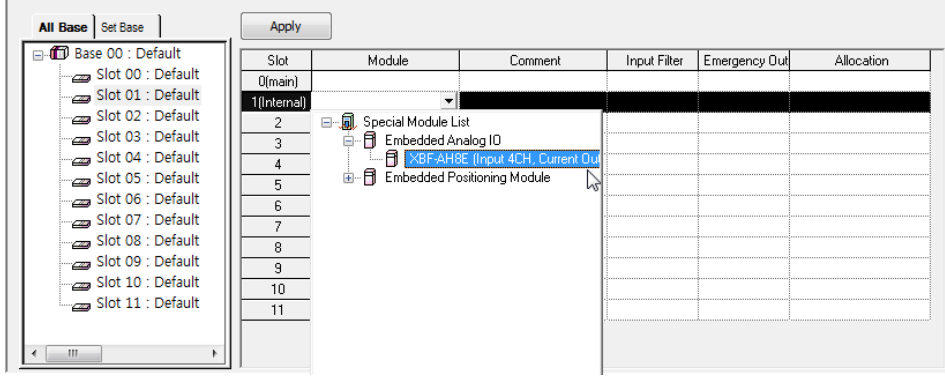 All Base Set Base
Base 00 : Default
Slot 00 : Default
Slot 01 : Default
Slot 02 : Default
Slot 03 : Default
Slot 04 : Default
Slot 05 : Default
Slot 06 : Default
Slot 07 : Default
Slot 08 : Default
Slot 09 : Default
Slot 10 : Default
Slot 11 : Default
Apply
Slot Module Comment Input Filter Emergency Out Allocation
0(main)
1(Internal)
2
3
4
5
6
7
8
9
10
11
Special Module List
Embedded Analog IO
XBF-AH8E (Input 4CH, Current Out
Embedded Positioning Module